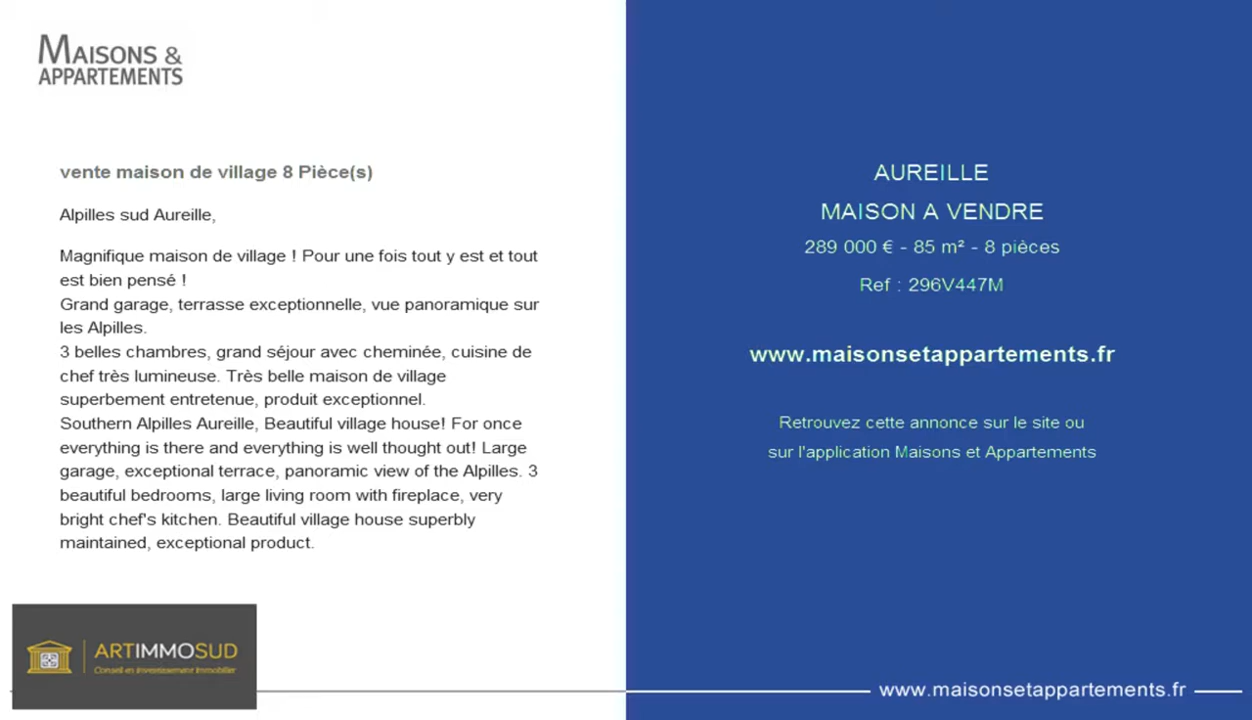 MAISONS &
APPARTEMENTS
vente maison de village 8 Pièce(s)
Alpilles sud Aureille,
Magnifique maison de village ! Pour une fois tout y est et tout
est bien pensé !
Grand garage, terrasse exceptionnelle, vue panoramique sur
les Alpilles.
3 belles chambres, grand séjour avec cheminée, cuisine de
chef très lumineuse. Très belle maison de village
superbement entretenue, produit exceptionnel.
Southern Alpilles Aureille, Beautiful village house! For once
everything is there and everything is well thought out! Large
garage, exceptional terrace, panoramic view of the Alpilles. 3
beautiful bedrooms, large living room with fireplace, very
bright chef's kitchen. Beautiful village house superbly
maintained, exceptional product.
ARTIMMOSUD
Conseil en Investissement Immobilier
AUREILLE
MAISON A VENDRE
289 000 € - 85 m² - 8 pièces
Ref : 296V447M
www.maisonsetappartements.fr
Retrouvez cette annonce sur le site ou
sur l'application Maisons et Appartements
www.maisonsetappartements.fr